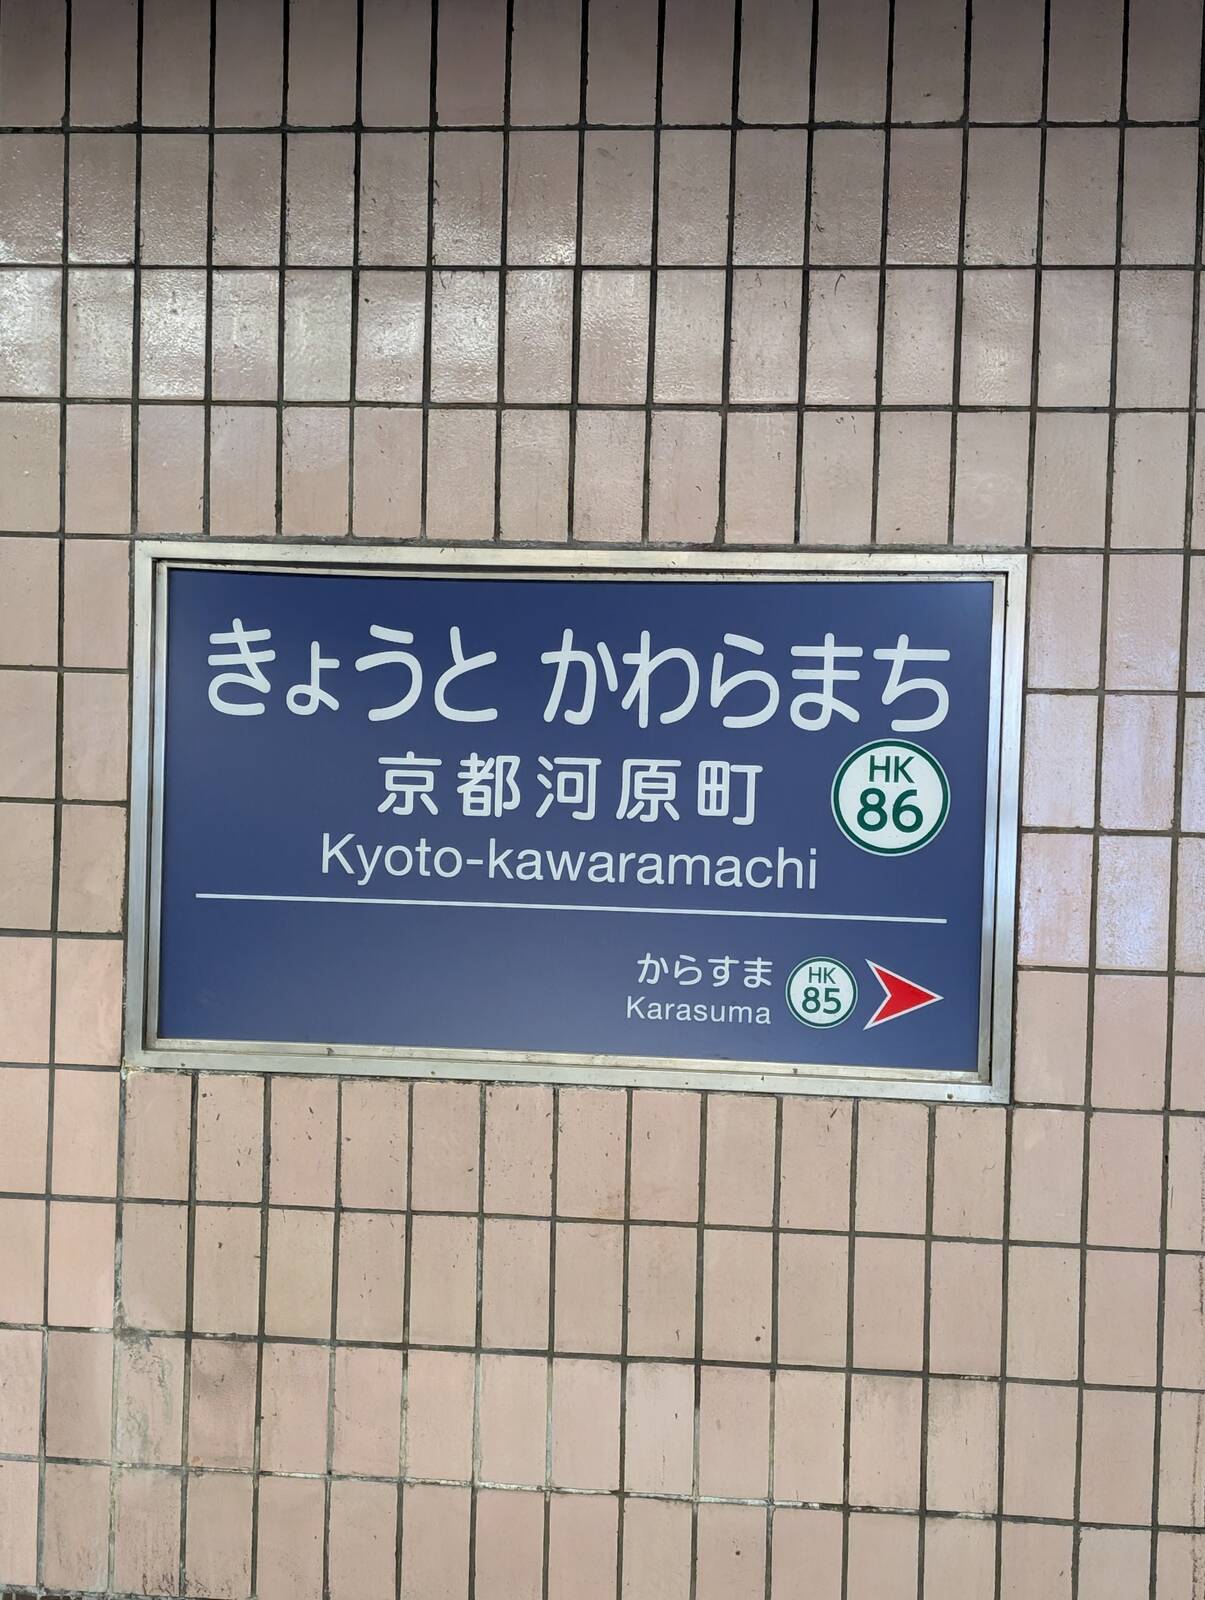 きょうと かわらまち
京都河原町
HK
86
Kyoto-kawaramachi
からすま
Karasuma
HK
85